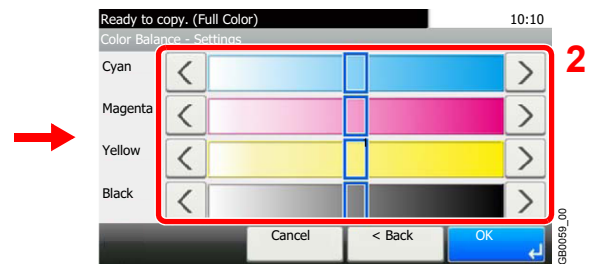 Ready to copy. (Full Color) 10:10
Color Balance - Settings
2
Cyan
Magenta
Yellow
Black
Cancel < Back OK
GB0059_00